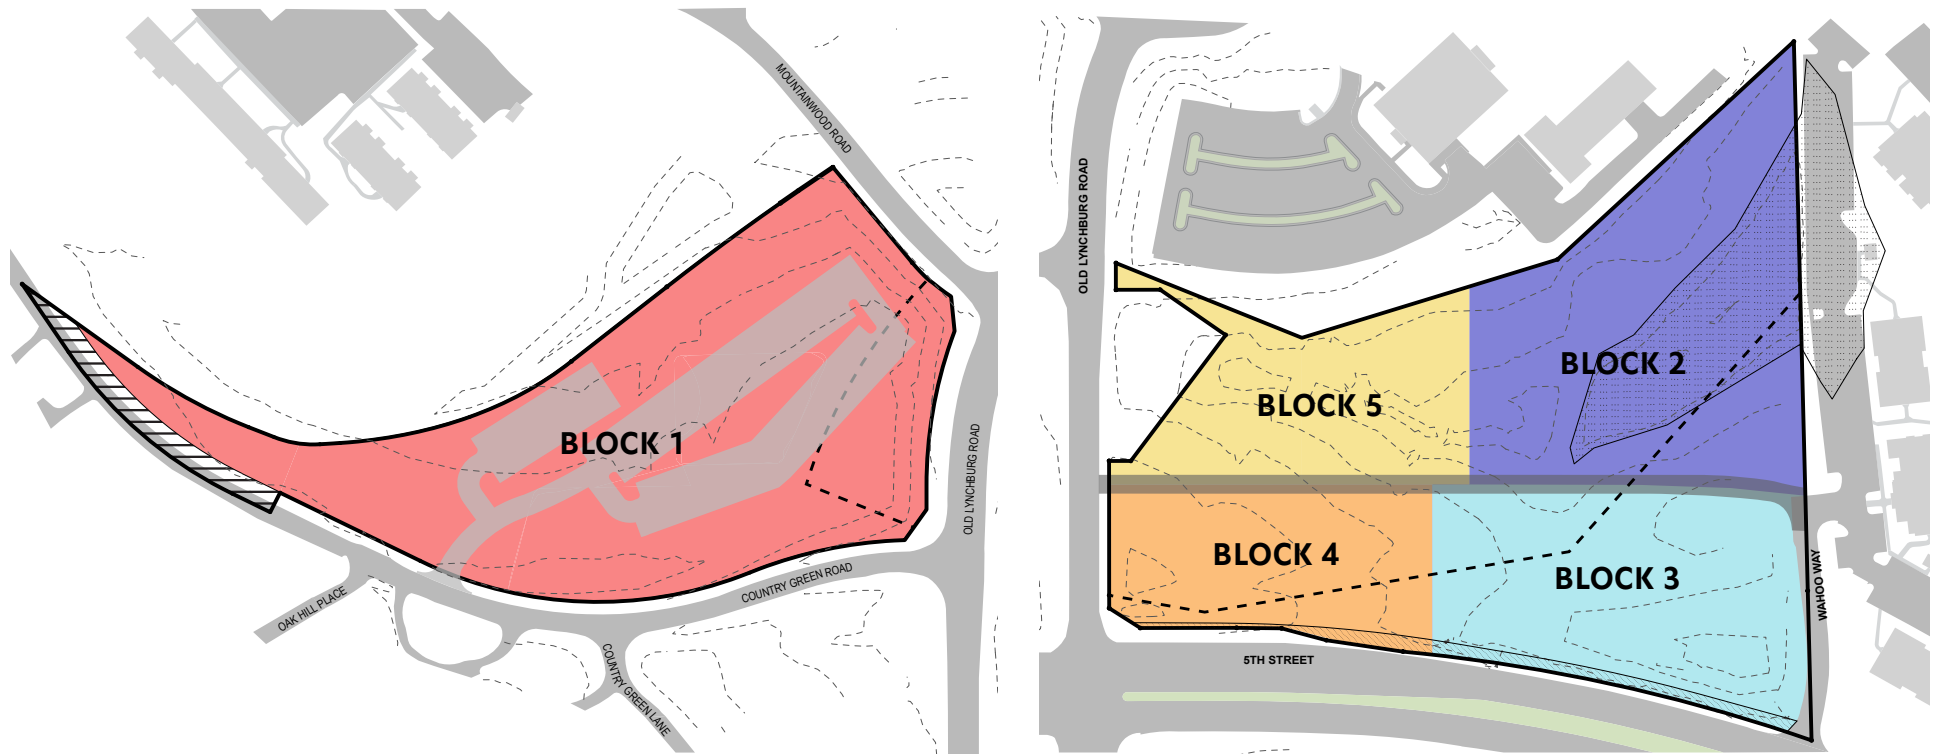 MOUNTAINWOOD ROAD
BLOCK 1
OLD LYNCHBURG ROAD
COUNTRY GREEN ROAD
OAK HILL PLACE
COUNTRY GREEN LANE
OLD LYNCHBURG ROAD
BLOCK 2
BLOCK 5
BLOCK 4
BLOCK 3
WAHOO WAY
5TH STREET